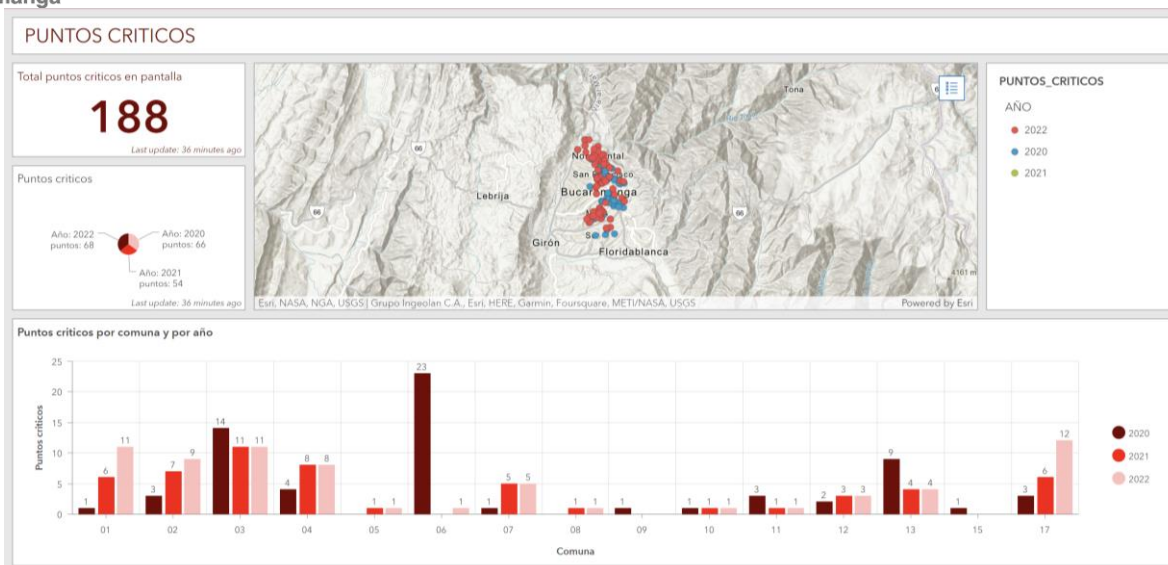 manga
PUNTOS CRITICOS
Total puntos criticos en pantalla
188
Last update: 36 minutes ago
Puntos criticos
Año: 2022
puntos: 68
Año: 2020
puntos: 66
Año: 2021
puntos: 54
Last update: 36 minutes ago
Tona
66
Lebrija
66
66
San
Bucaramanga
Girón
Floridablanca
4161 m
Esri, NASA, NGA, USGS | Grupo Ingeolan C.A., Esri, HERE, Garmin, Foursquare, METI/NASA, USGS
Powered by Esri
PUNTOS_CRITICOS
AÑO
2022
2020
2021
Puntos criticos por comuna y por año
Puntos críticos
25
20
15
10
5
0
1 6 11
3 7 9
14 11 11
4 8 8
1 1
23 1
1 5 5
1 1
1
1 1 1
3 1 1
2 3 3
9 4 4
1
3 6 12
01 02 03 04 05 06 07 08 09 10 11 12 13 15 17
Comuna
2020
2021
2022